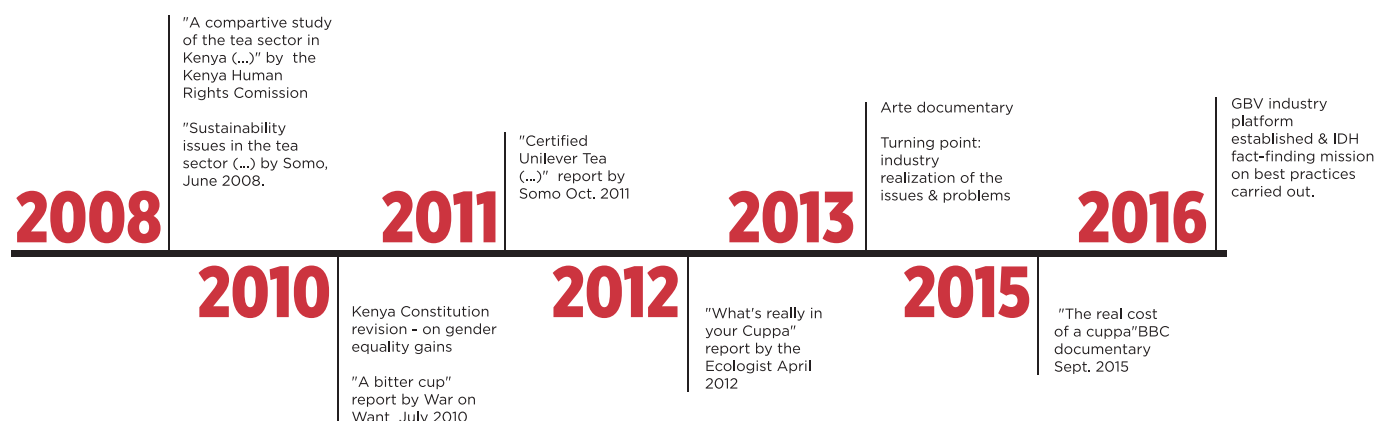 2008
"A compartive study
of the tea sector in
Kenya (...)" by the
Kenya Human
Rights Comission
"Sustainability
issues in the tea
sector (...) by Somo,
June 2008.
2010
Kenya Constitution
revision - on gender
equality gains
"A bitter cup"
report by War on
Want, July 2010
2011
"Certified
Unilever Tea
(...)" report by
Somo Oct. 2011
2012
"What's really in
your Cuppa"
report by the
Ecologist April
2012
2013
Arte documentary
Turning point:
industry
realization of the
issues & problems
2015
"The real cost
of a cuppa"BBC
documentary
Sept. 2015
2016
GBV industry
platform
established & IDH
fact-finding mission
on best practices
carried out.